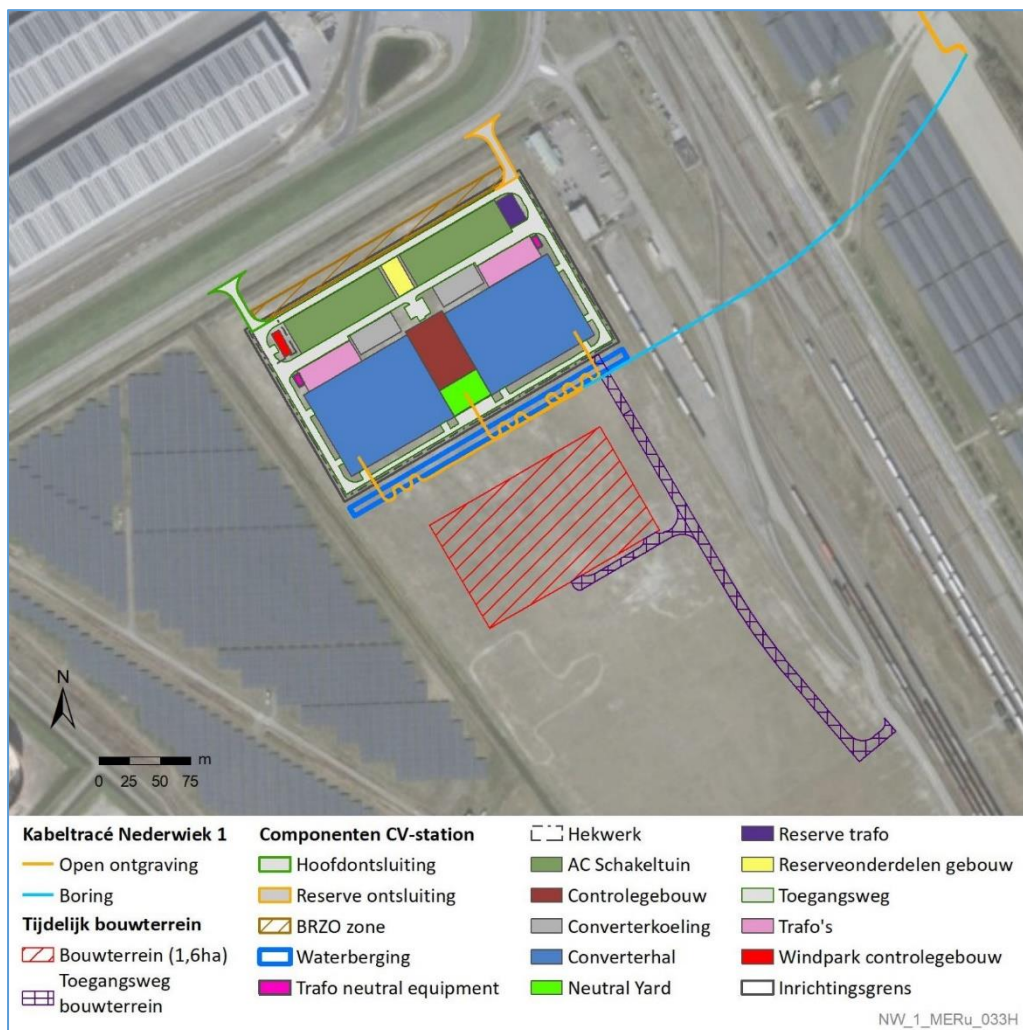 N
m
0 25 50 75
Kabeltracé Nederwiek 1
Open ontgraving
Boring
Tijdelijk bouwterrein
Bouwterrein (1,6ha)
Toegangsweg
bouwterrein
Componenten CV-station
Hoofdontsluiting
Reserve ontsluiting
BRZO zone
Waterberging
Trafo neutral equipment
Hekwerk
AC Schakeltuin
Controlegebouw
Converterkoeling
Converterhal
Neutral Yard
Reserve trafo
Reserveonderdelen gebouw
Toegangsweg
Trafo's
Windpark controlegebouw
Inrichtingsgrens
NW_1_MERu_033H